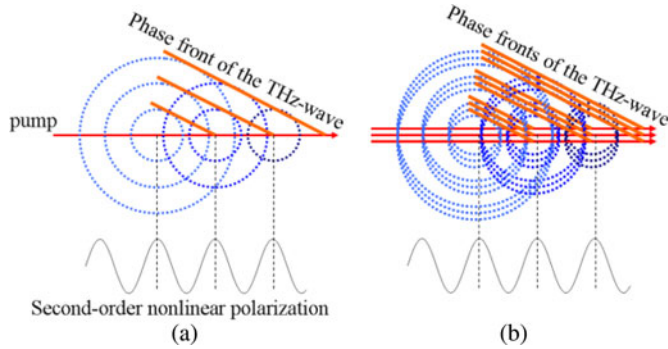 Phase front of the THz-wave
pump
Second-order nonlinear polarization
(a)
Phase fronts of the THz-wave
(b)